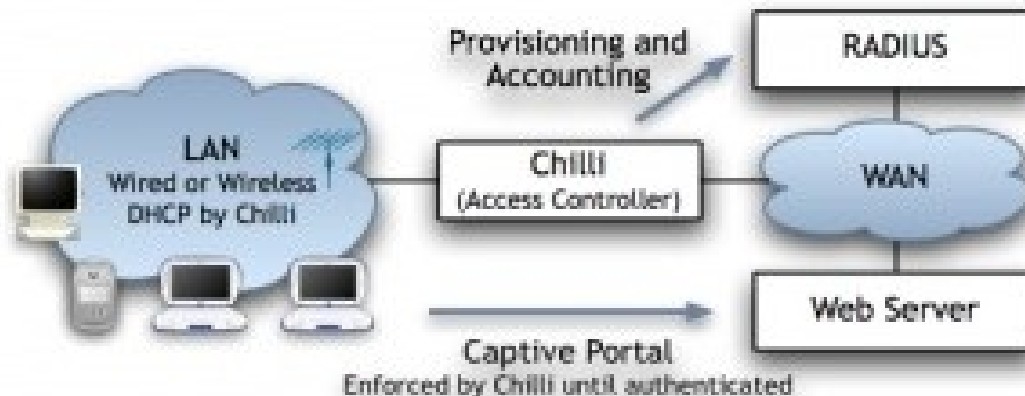 Provisioning and
Accounting
RADIUS
LAN
Wired or Wireless
DHCP by Chilli
Chilli
(Access Controller)
WAN
Web Server
Captive Portal
Enforced by Chilli until authenticated